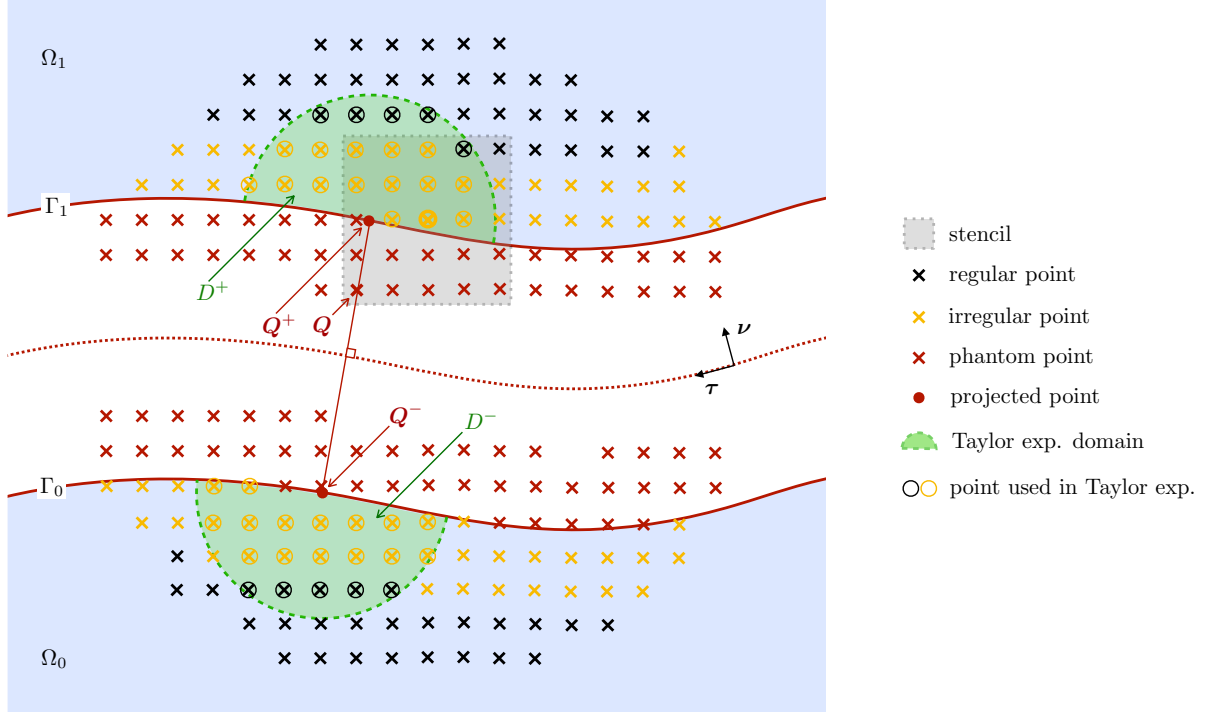 Ω₁
Γ₁
D⁺
Q⁺
Q
ν
τ
Q⁻
D⁻
Γ₀
Ω₀
stencil
regular point
irregular point
phantom point
projected point
Taylor exp. domain
point used in Taylor exp.